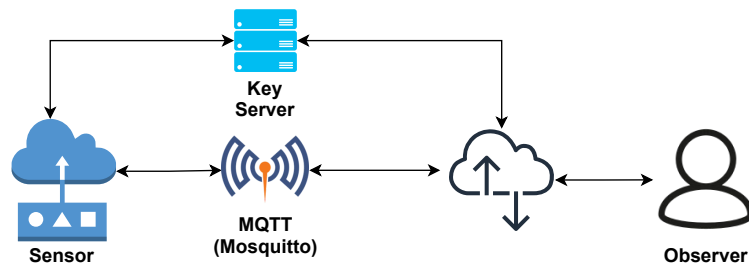 Key
Server
Sensor
MQTT
(Mosquitto)
Observer